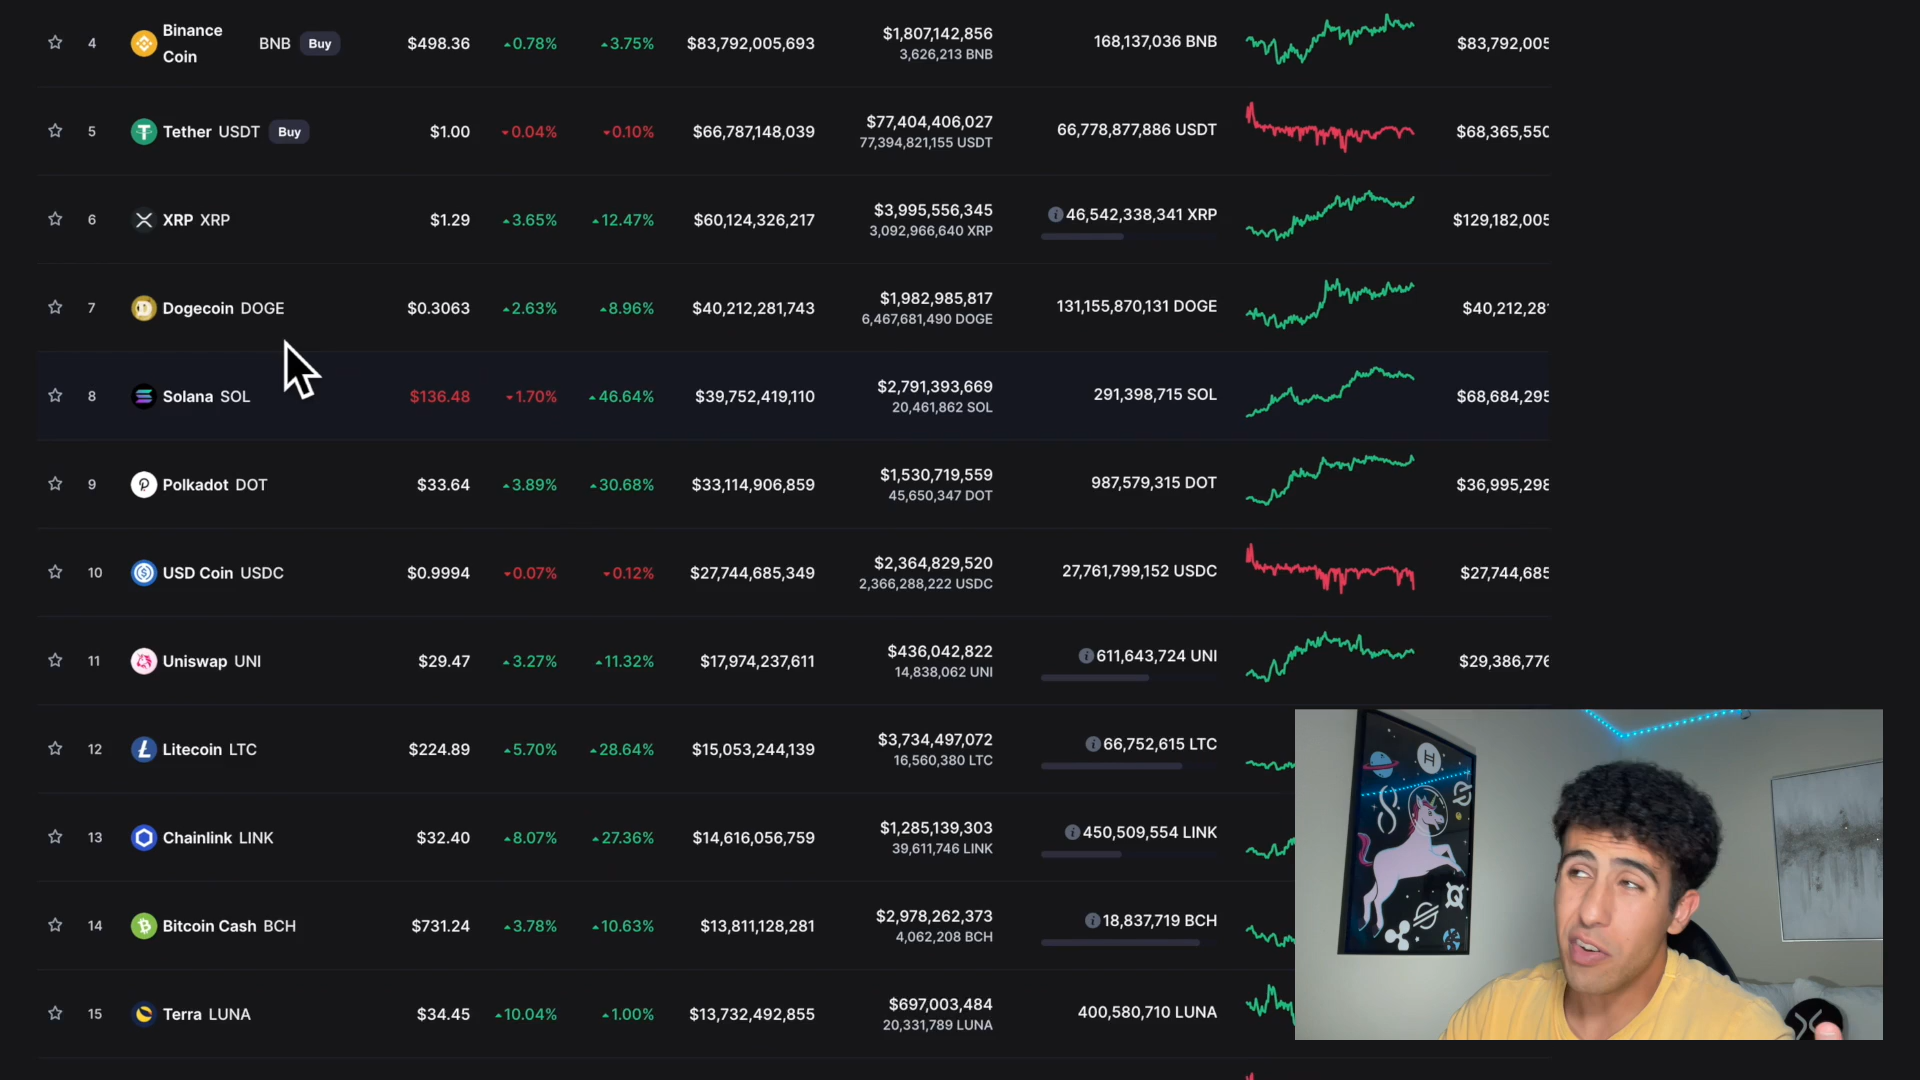 4 Binance Coin BNB Buy $498.36 0.78% 3.75% $83,792,005,693 $1,807,142,856 3,626,213 BNB 168,137,036 BNB $83,792,005
5 Tether USDT Buy $1.00 0.04% 0.10% $66,787,148,039 $77,404,406,027 77,394,821,155 USDT 66,778,877,886 USDT $68,365,550
6 XRP XRP $1.29 3.65% 12.47% $60,124,326,217 $3,995,556,345 3,092,966,640 XRP 46,542,338,341 XRP $129,182,005
7 Dogecoin DOGE $0.3063 2.63% 8.96% $40,212,281,743 $1,982,985,817 6,467,681,490 DOGE 131,155,870,131 DOGE $40,212,281
8 Solana SOL $136.48 1.70% 46.64% $39,752,419,110 $2,791,393,669 20,461,862 SOL 291,398,715 SOL $68,684,295
9 Polkadot DOT $33.64 3.89% 30.68% $33,114,906,859 $1,530,719,559 45,650,347 DOT 987,579,315 DOT $36,995,298
10 USD Coin USDC $0.9994 0.07% 0.12% $27,744,685,349 $2,364,829,520 2,366,288,222 USDC 27,761,799,152 USDC $27,744,685
11 Uniswap UNI $29.47 3.27% 11.32% $17,974,237,611 $436,042,822 14,838,062 UNI 611,643,724 UNI $29,386,776
12 Litecoin LTC $224.89 5.70% 28.64% $15,053,244,139 $3,734,497,072 16,560,380 LTC 66,752,615 LTC
13 Chainlink LINK $32.40 8.07% 27.36% $14,616,056,759 $1,285,139,303 39,611,746 LINK 450,509,554 LINK
14 Bitcoin Cash BCH $731.24 3.78% 10.63% $13,811,128,281 $2,978,262,373 4,062,208 BCH 18,837,719 BCH
15 Terra LUNA $34.45 10.04% 1.00% $13,732,492,855 $697,003,484 20,331,789 LUNA 400,580,710 LUNA